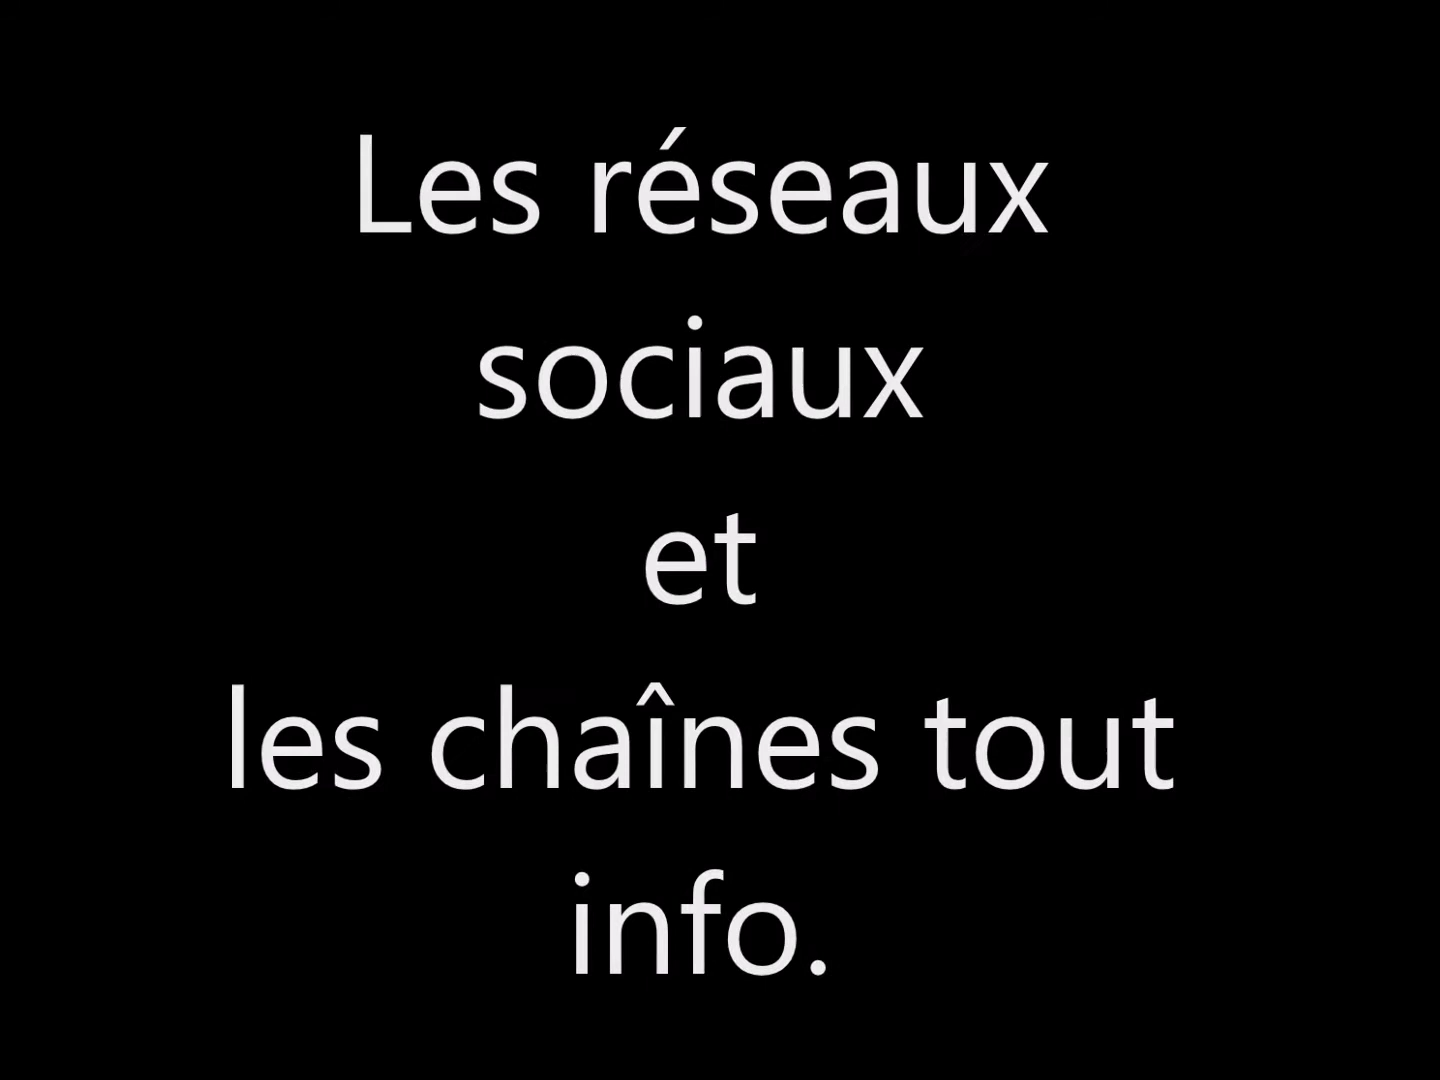 Les réseaux
sociaux
et
les chaînes tout
info.